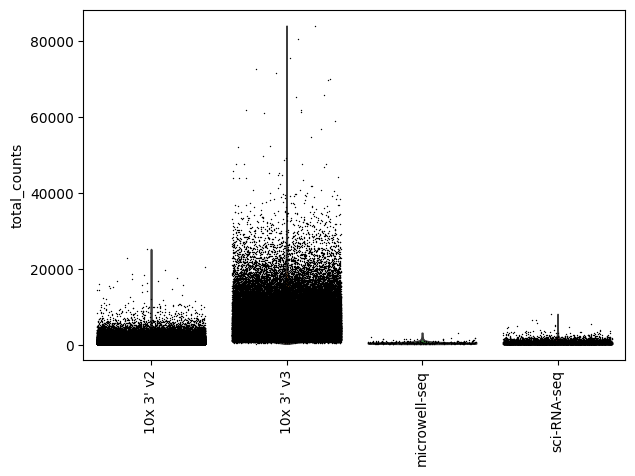 total_counts
80000
60000
40000
20000
0
10x 3' v2
10x 3' v3
microwell-seq
sci-RNA-seq